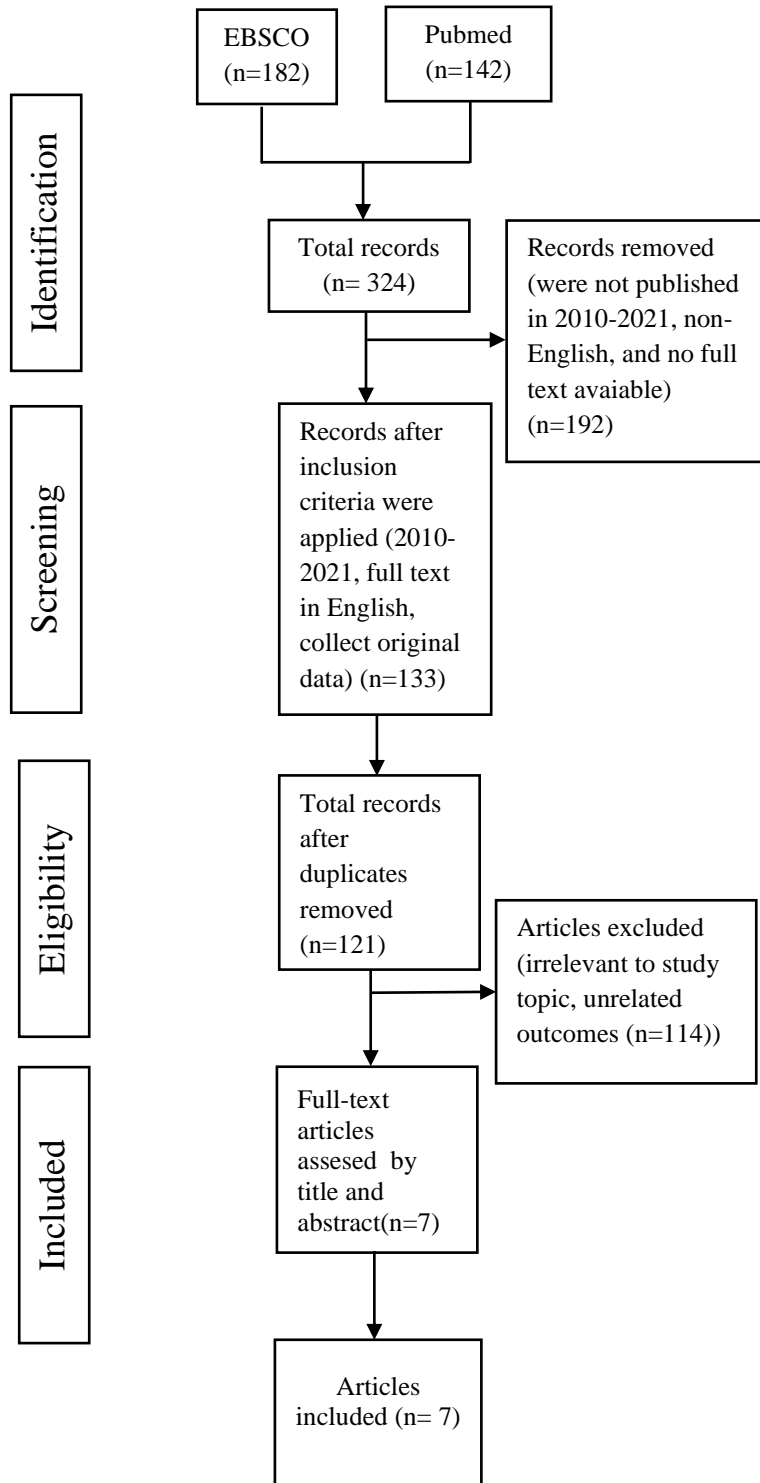 EBSCO
(n=182)
Pubmed
(n=142)
Identification
Total records
(n= 324)
Records removed
(were not published
in 2010-2021, non-
English, and no full
text avaiable)
(n=192)
Screening
Records after
inclusion
criteria were
applied (2010-
2021, full text
in English,
collect original
data) (n=133)
Eligibility
Total records
after
duplicates
removed
(n=121)
Articles excluded
(irrelevant to study
topic, unrelated
outcomes (n=114))
Included
Full-text
articles
assesed  by
title and
abstract(n=7)
Articles
included (n= 7)